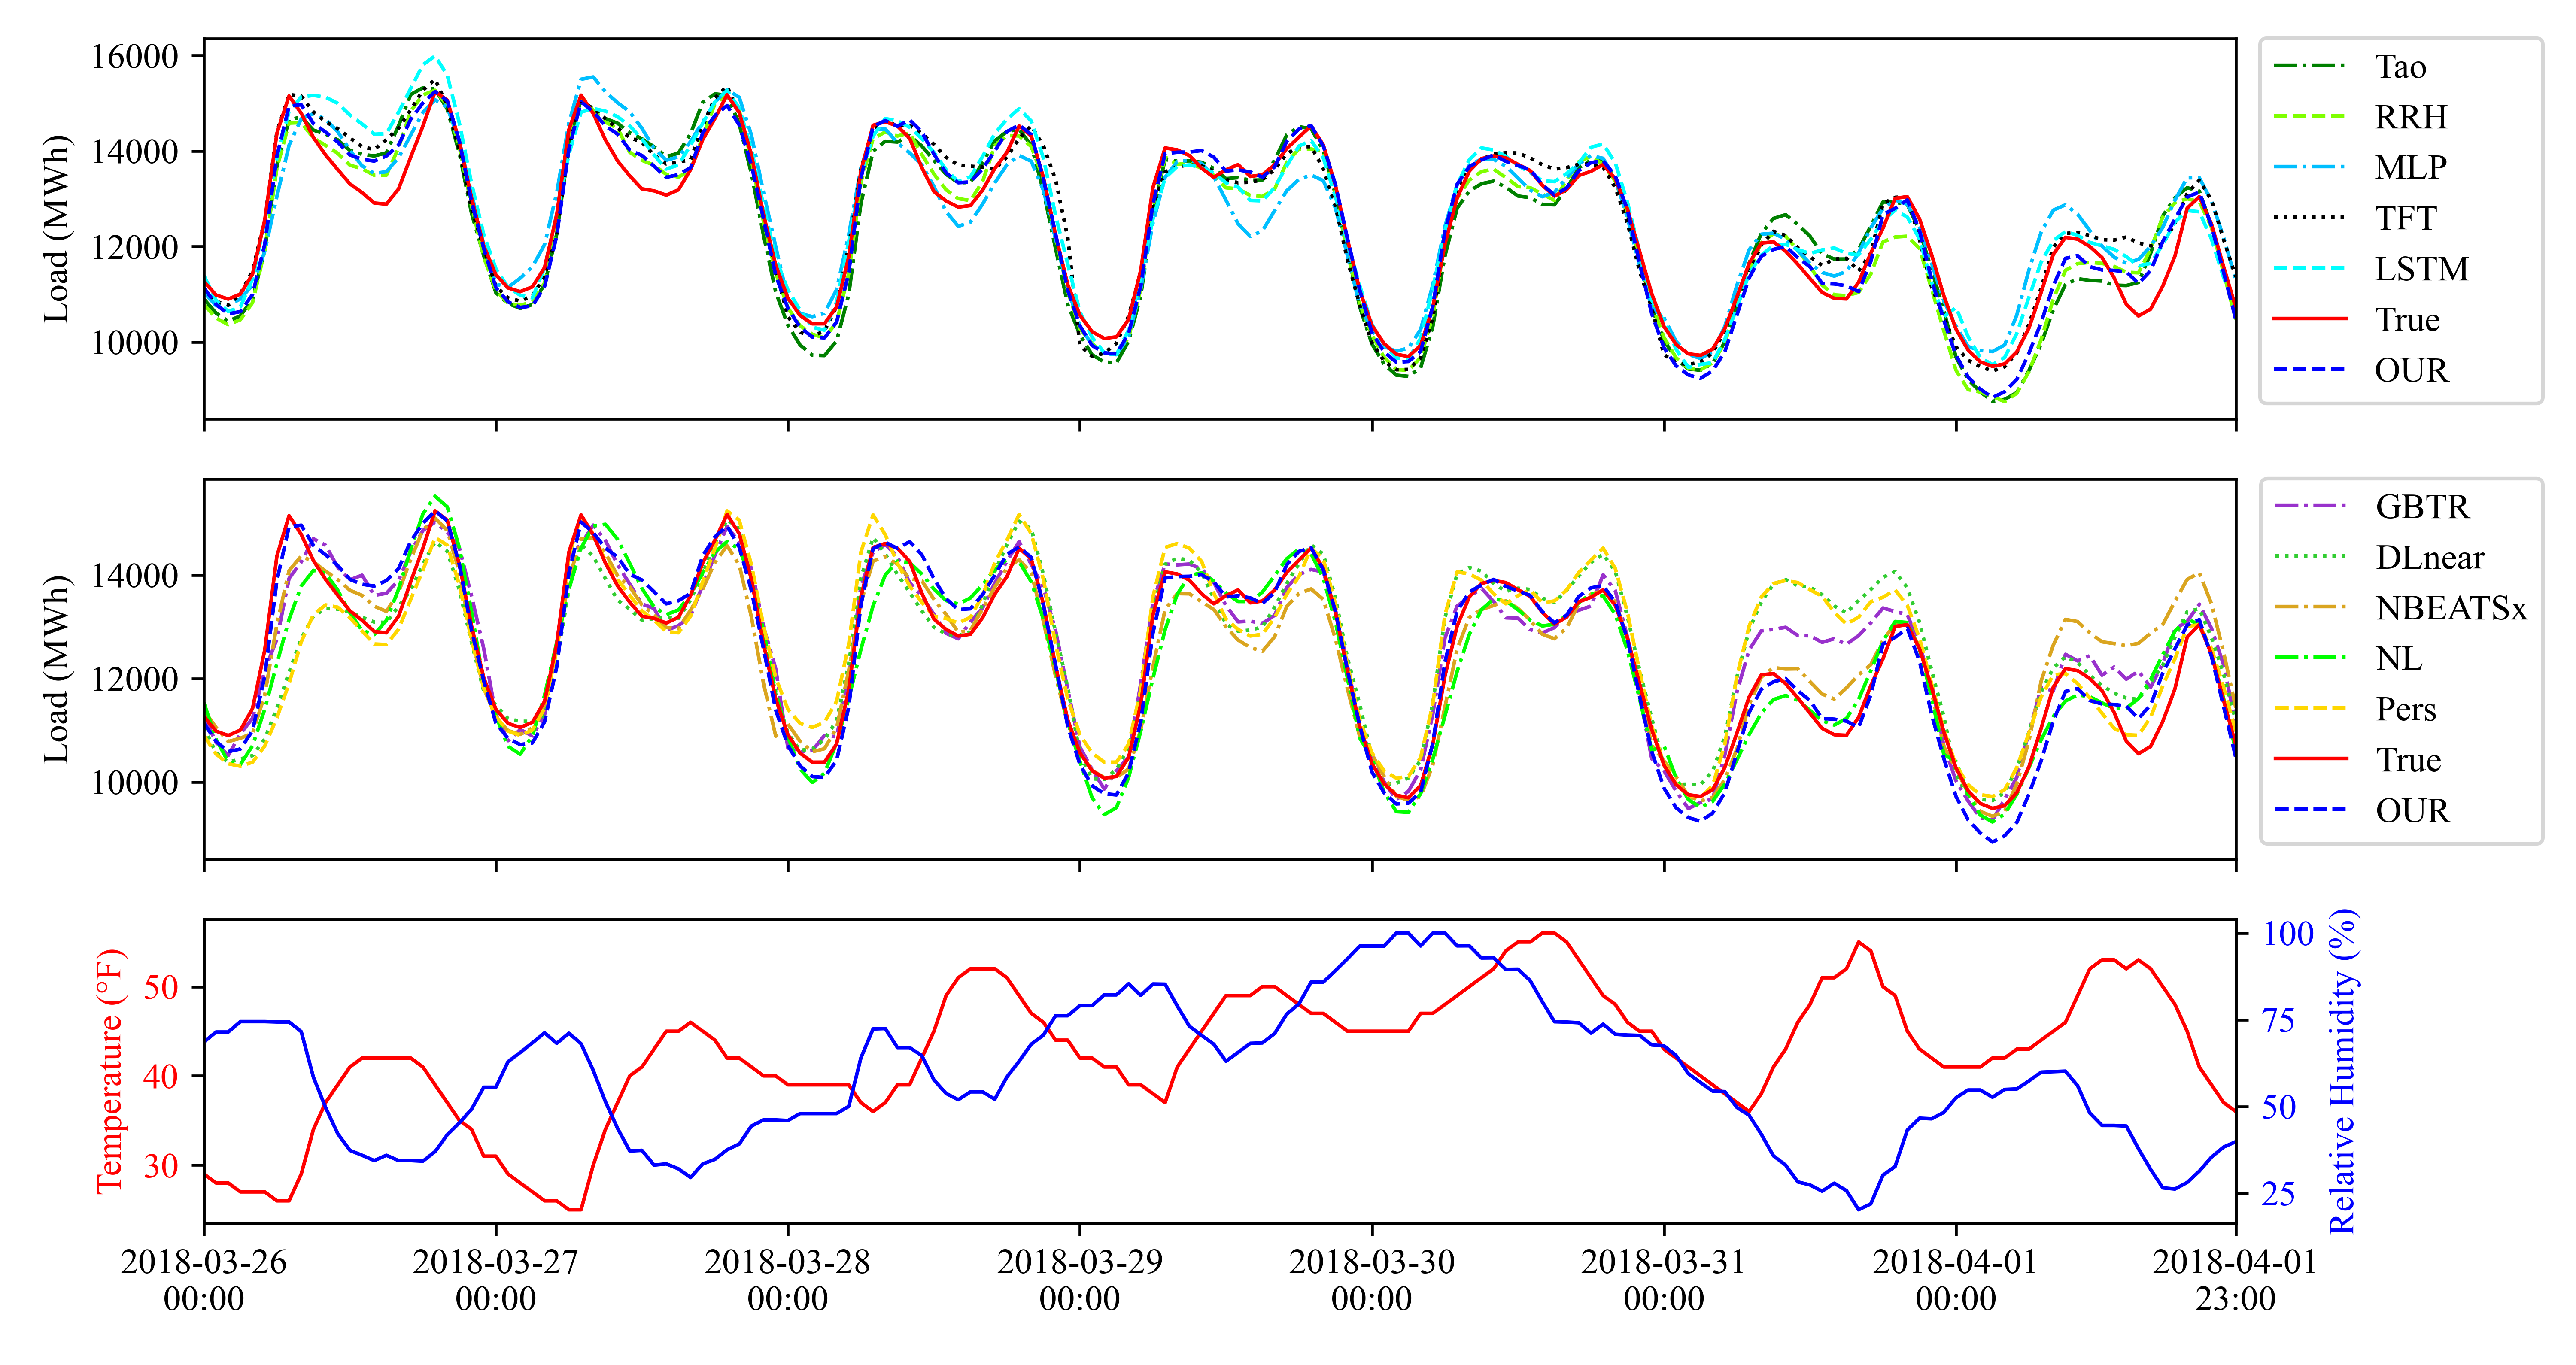 Load (MWh)
16000
14000
12000
10000
Tao
RRH
MLP
TFT
LSTM
True
OUR
Load (MWh)
14000
12000
10000
GBTR
DLnear
NBEATSx
NL
Pers
True
OUR
Temperature (°F)
50
40
30
100
75
50
25
Relative Humidity (%)
2018-03-26 2018-03-27 2018-03-28 2018-03-29 2018-03-30 2018-03-31 2018-04-01 2018-04-01
00:00 00:00 00:00 00:00 00:00 00:00 00:00 23:00